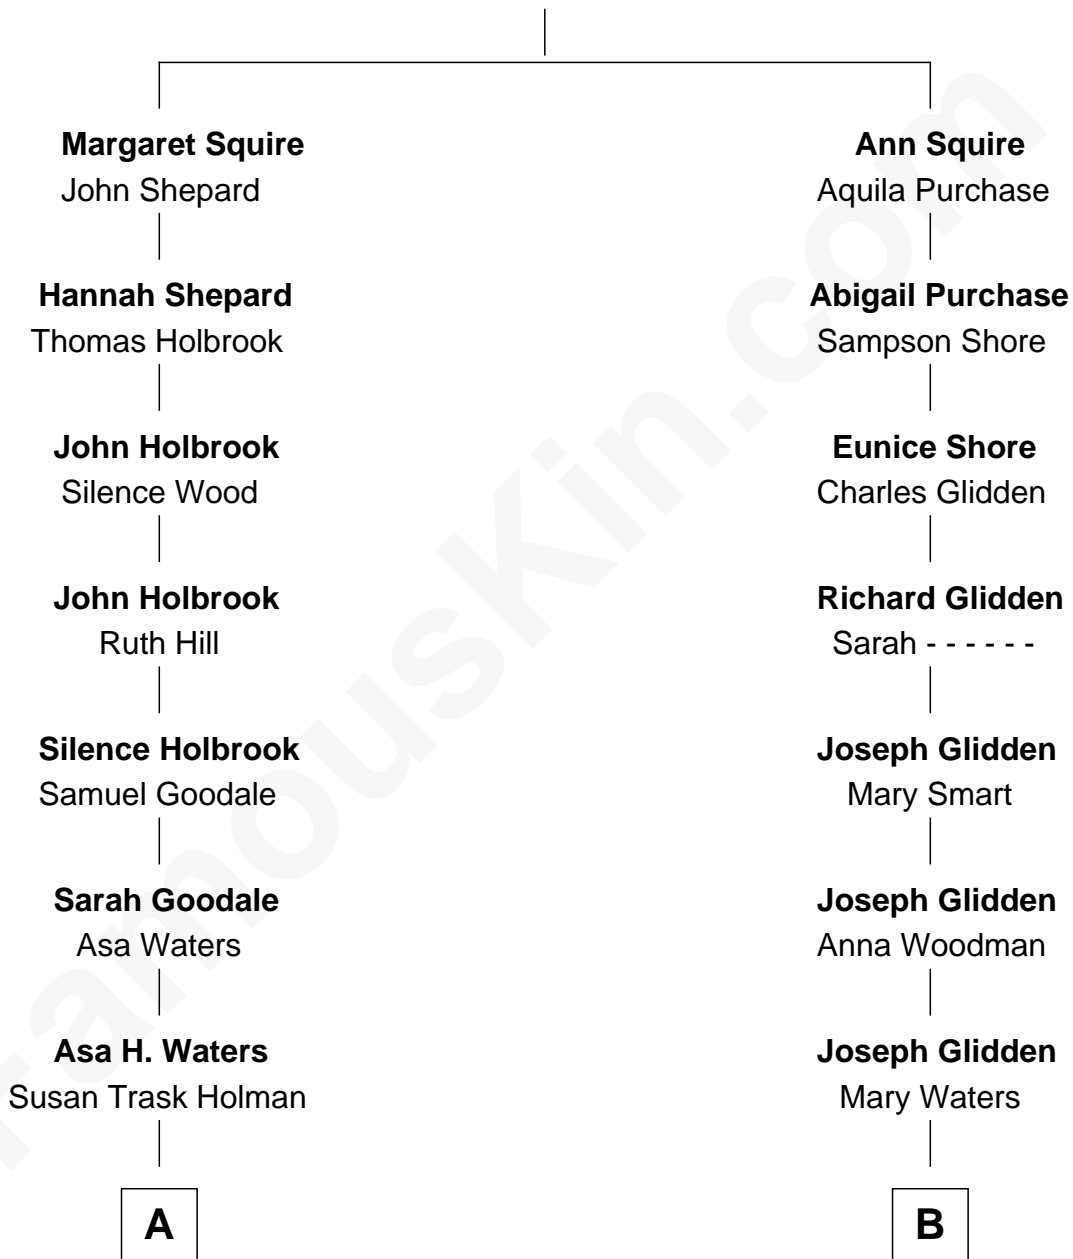 Margaret Squire
John Shepard
Hannah Shepard
Thomas Holbrook
John Holbrook
Silence Wood
John Holbrook
Ruth Hill
Silence Holbrook
Samuel Goodale
Sarah Goodale
Asa Waters
Asa H. Waters
Susan Trask Holman
A
Ann Squire
Aquila Purchase
Abigail Purchase
Sampson Shore
Eunice Shore
Charles Glidden
Richard Glidden
Sarah - - - - - -
Joseph Glidden
Mary Smart
Joseph Glidden
Anna Woodman
Joseph Glidden
Mary Waters
B
FamousKin.com